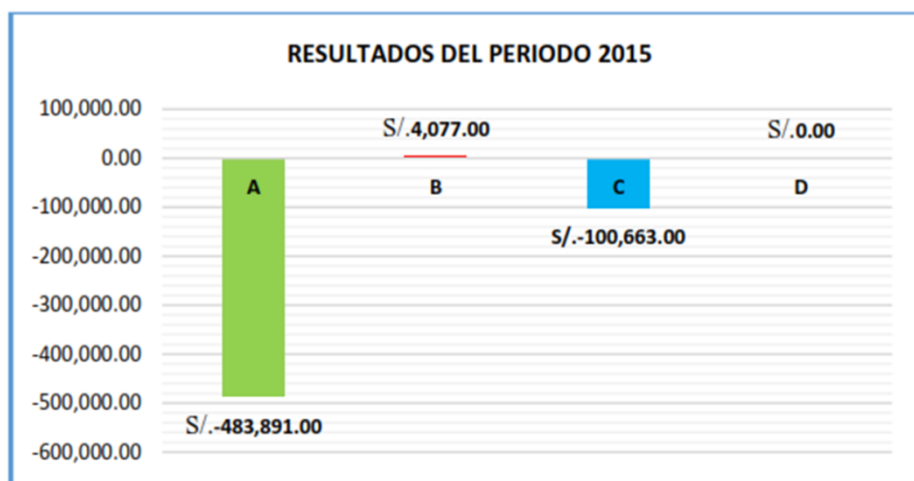 RESULTADOS DEL PERIODO 2015
100,000.00
S/.4,077.00
S/.0.00
0.00
A
B
C
D
-100,000.00
S/.-100,663.00
-200,000.00
-300,000.00
-400,000.00
-500,000.00
S/.-483,891.00
-600,000.00